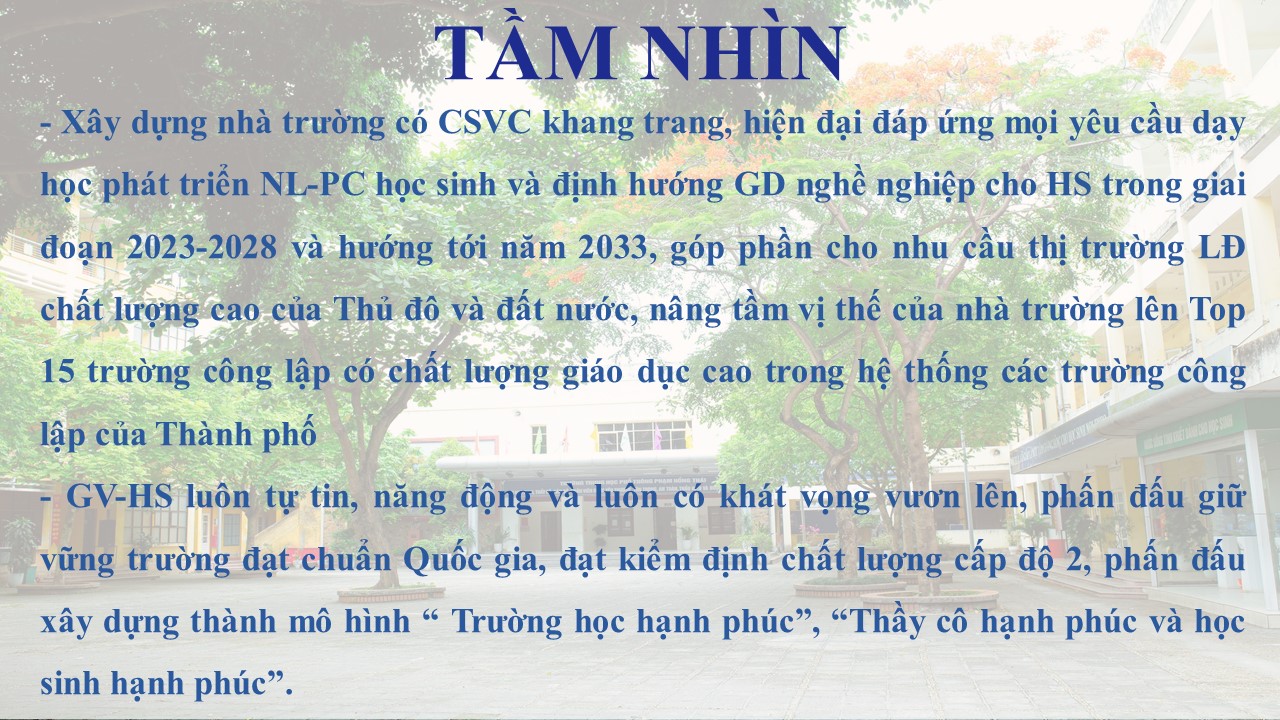 TẦM NHÌN
- Xây dựng nhà trường có CSVC khang trang, hiện đại đáp ứng mọi yêu cầu dạy
học phát triển NL-PC học sinh và định hướng GD nghề nghiệp cho HS trong giai
đoạn 2023-2028 và hướng tới năm 2033, góp phần cho nhu cầu thị trường LĐ
chất lượng cao của Thủ đô và đất nước, nâng tầm vị thế của nhà trường lên Top
15 trường công lập có chất lượng giáo dục cao trong hệ thống các trường công
lập của Thành phố
- GV-HS luôn tự tin, năng động và luôn có khát vọng vươn lên, phấn đấu giữ
vững trường đạt chuẩn Quốc gia, đạt kiểm định chất lượng cấp độ 2, phấn đấu
xây dựng thành mô hình “ Trường học hạnh phúc”, “Thầy cô hạnh phúc và học
sinh hạnh phúc”.